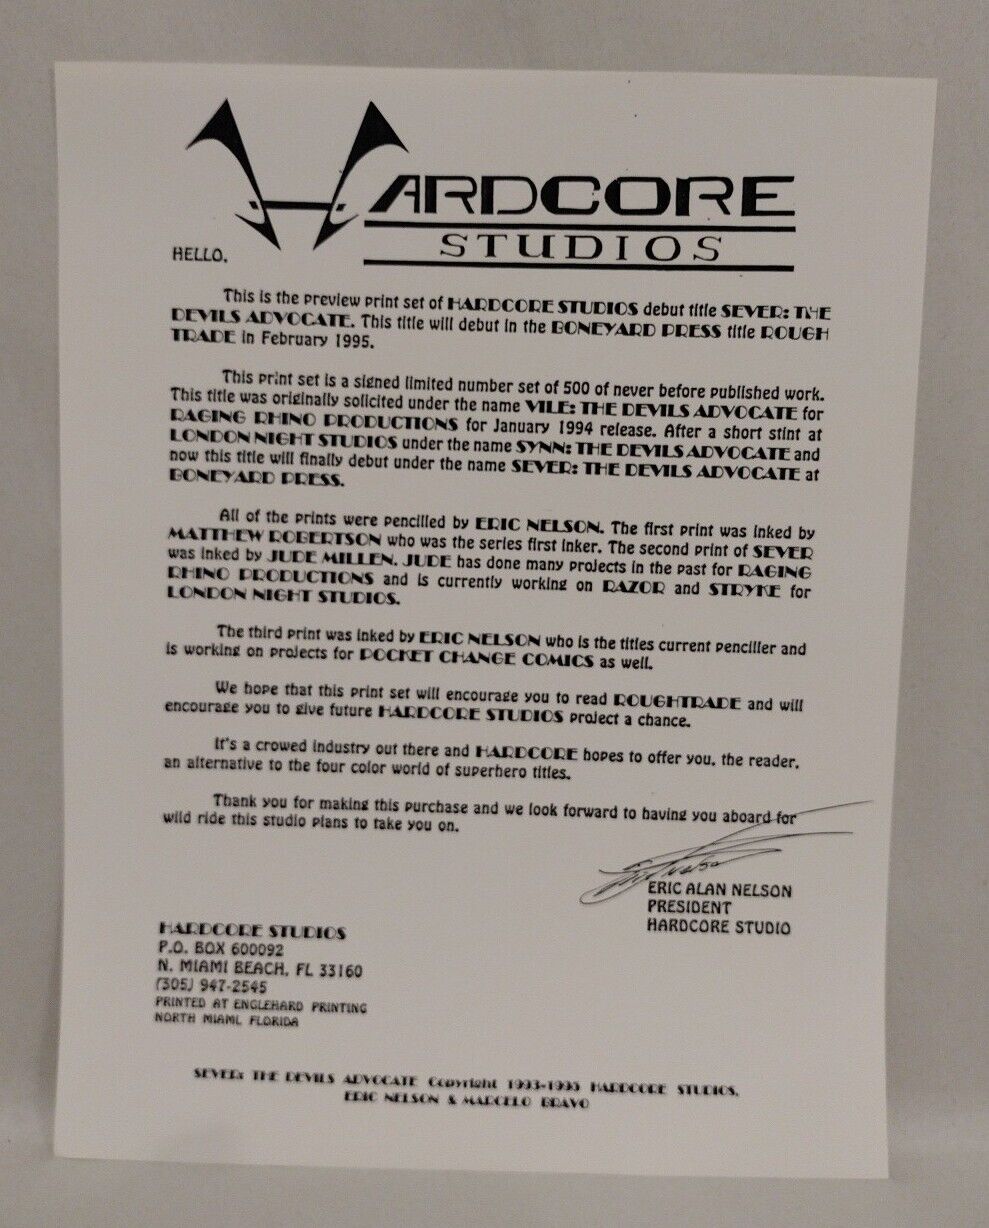 HARDCORE
STUDIOS
HELLO,
This is the preview print set of HARDCORE STUDIOS debut title SEVER: THE
DEVILS ADVOCATE. This title will debut in the BONEYARD PRESS title ROUGH
TRADE in February 1995.
This print set is a signed limited number set of 500 of never before published work.
This title was originally solicited under the name VILE: THE DEVILS ADVOCATE for
RAGING RHINO PRODUCTIONS for January 1994 release. After a short stint at
LONDON NIGHT STUDIOS under the name SYNN: THE DEVILS ADVOCATE and
now this title will finally debut under the name SEVER: THE DEVILS ADVOCATE at
BONEYARD PRESS.
All of the prints were pencilled by ERIC NELSON. The first print was inked by
MATTHEW ROBERTSON who was the series first inker. The second print of SEVER
was inked by JUDE MILLEN. JUDE has done many projects in the past for RAGING
RHINO PRODUCTIONS and is currently working on RAZOR and STRYKE for
LONDON NIGHT STUDIOS.
The third print was inked by ERIC NELSON who is the titles current penciller and
is working on projects for POCKET CHANGE COMICS as well.
We hope that this print set will encourage you to read ROUGHTRADE and will
encourage you to give future HARDCORE STUDIOS project a chance.
It's a crowed industry out there and HARDCORE hopes to offer you, the reader,
an alternative to the four color world of superhero titles.
Thank you for making this purchase and we look forward to having you aboard for
wild ride this studio plans to take you on.
ERIC ALAN NELSON
PRESIDENT
HARDCORE STUDIO
HARDCORE STUDIOS
P.O. BOX 600092
N. MIAMI BEACH, FL 33160
(305) 947-2545
PRINTED AT ENGLEHARD PRINTING
NORTH MIAMI, FLORIDA
SEVER: THE DEVILS ADVOCATE Copyright 1993-1995 HARDCORE STUDIOS,
ERIC NELSON & MARCELO BRAVO